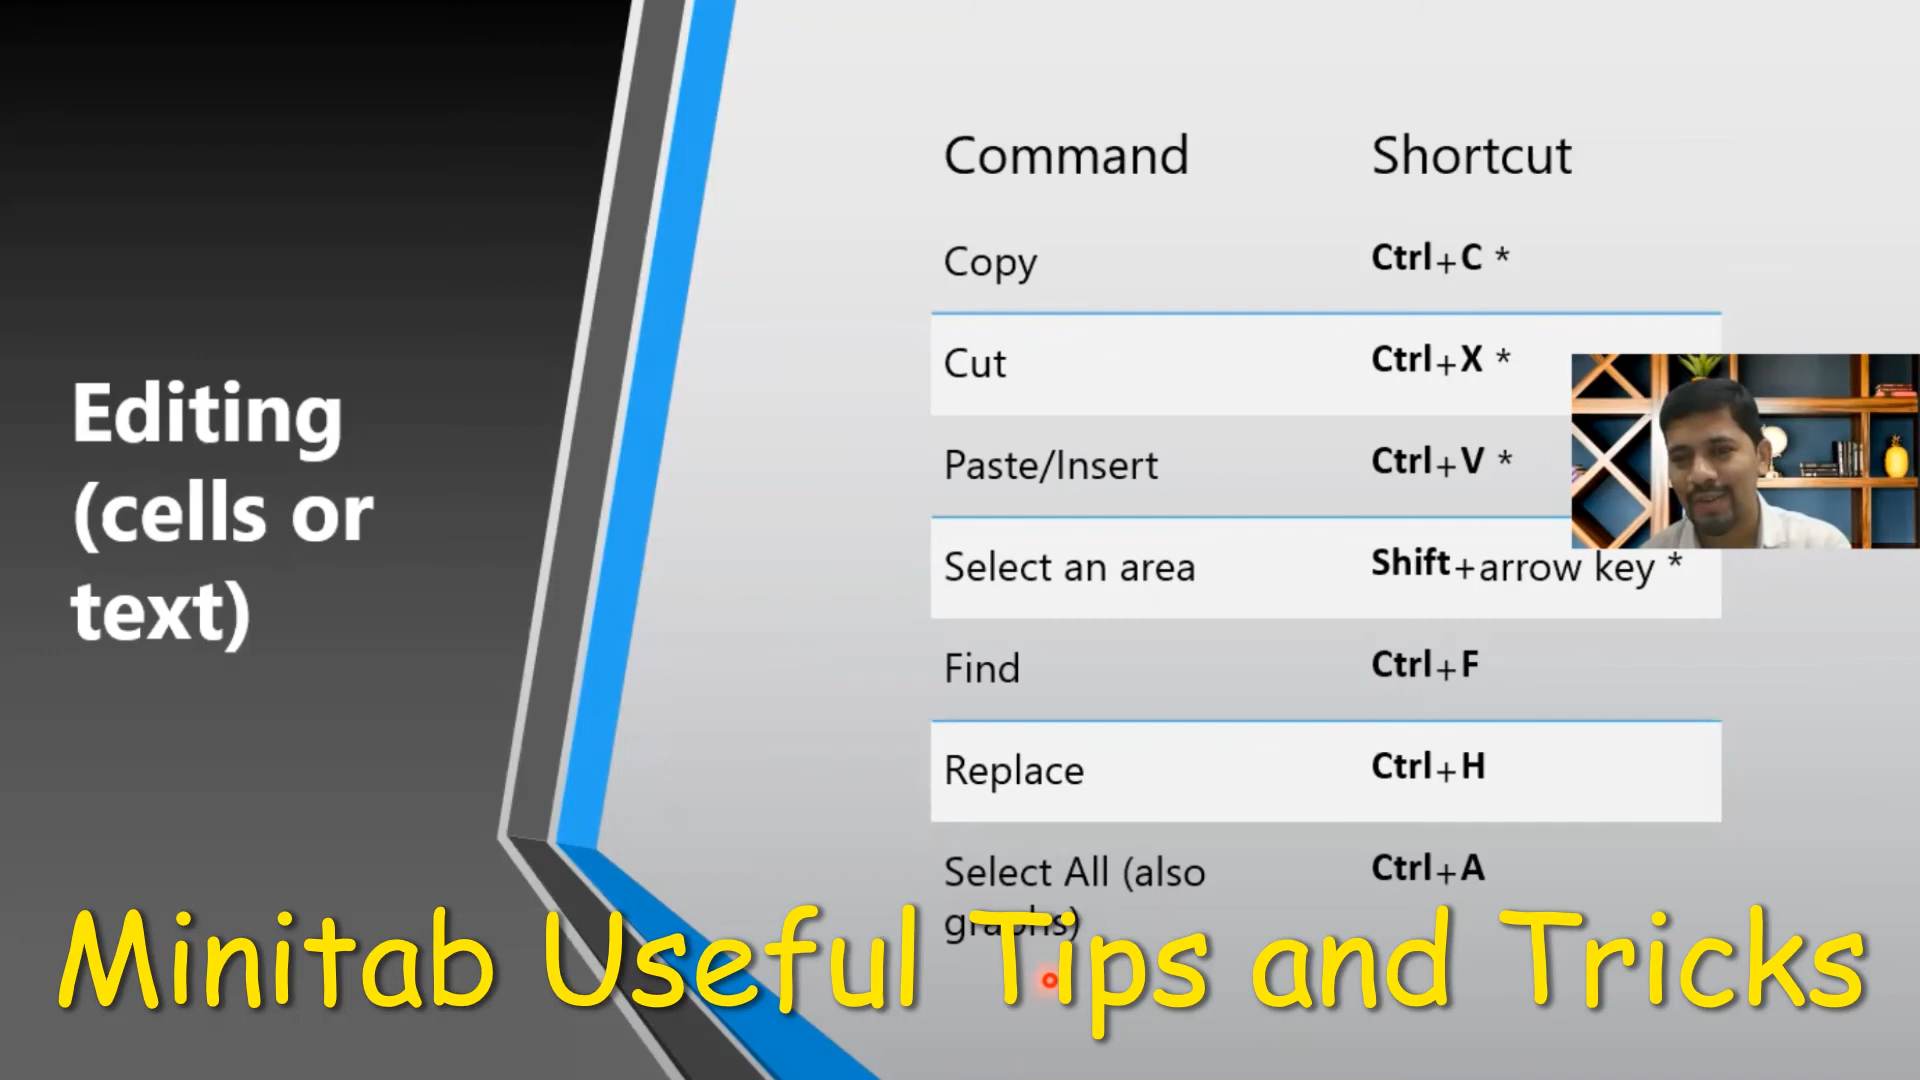 Editing
(cells or
text)
Command Shortcut
Copy Ctrl+C *
Cut Ctrl+X *
Paste/Insert Ctrl+V *
Select an area Shift+arrow key *
Find Ctrl+F
Replace Ctrl+H
Select All (also Ctrl+A
graphs)
Minitab Useful Tips and Tricks